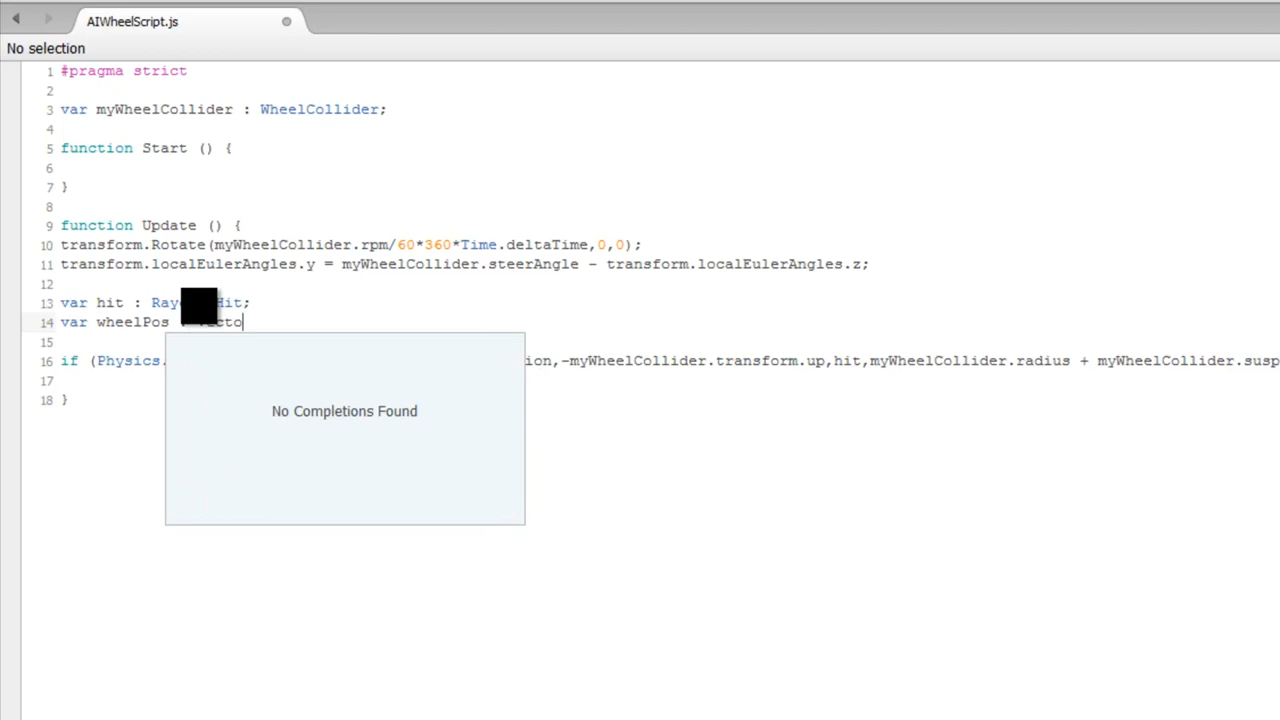 AIWheelScript.js
No selection
1 #pragma strict
2
3 var myWheelCollider : WheelCollider;
4
5 function Start () {
6
7 }
8
9 function Update () {
10 transform.Rotate(myWheelCollider.rpm/60*360*Time.deltaTime,0,0);
11 transform.localEulerAngles.y = myWheelCollider.steerAngle - transform.localEulerAngles.z;
12
13 var hit : Ray Hit;
14 var wheelPos
15
16 if (Physics. ion,-myWheelCollider.transform.up,hit,myWheelCollider.radius + myWheelCollider.susp
17
18 }
No Completions Found